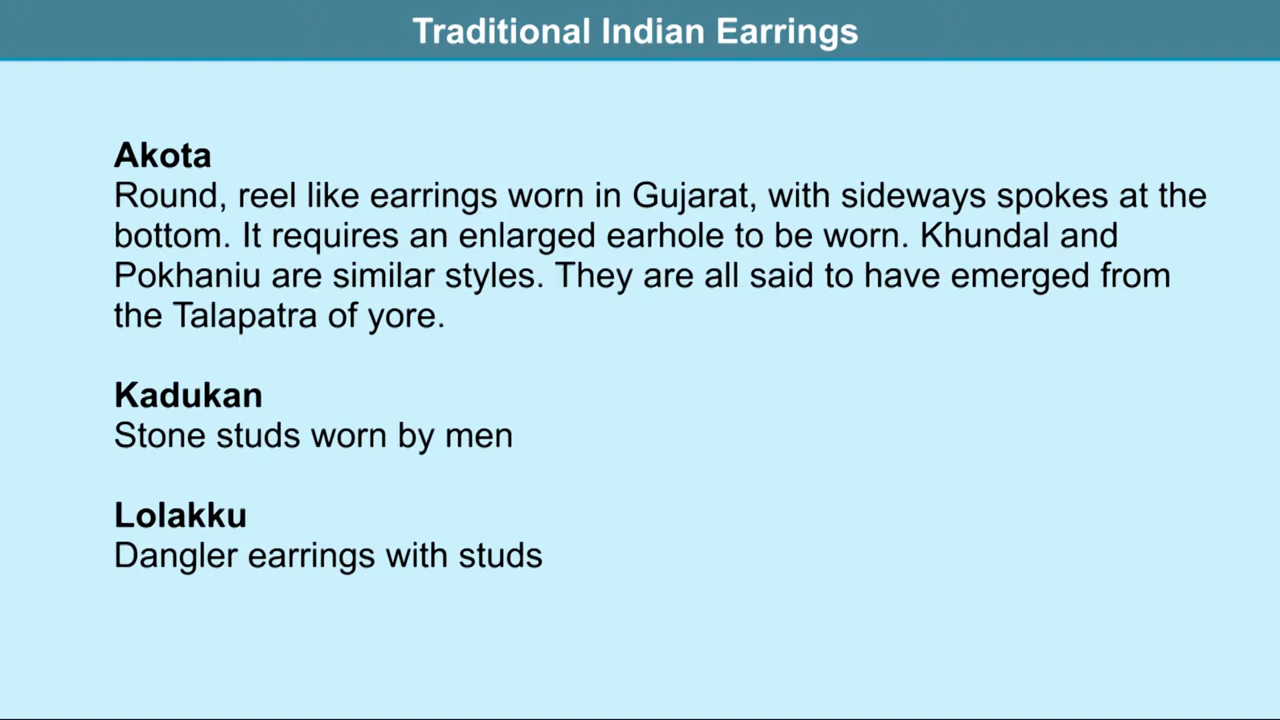 Traditional Indian Earrings
Akota
Round, reel like earrings worn in Gujarat, with sideways spokes at the
bottom. It requires an enlarged earhole to be worn. Khundal and
Pokhaniu are similar styles. They are all said to have emerged from
the Talapatra of yore.
Kadukan
Stone studs worn by men
Lolakku
Dangler earrings with studs